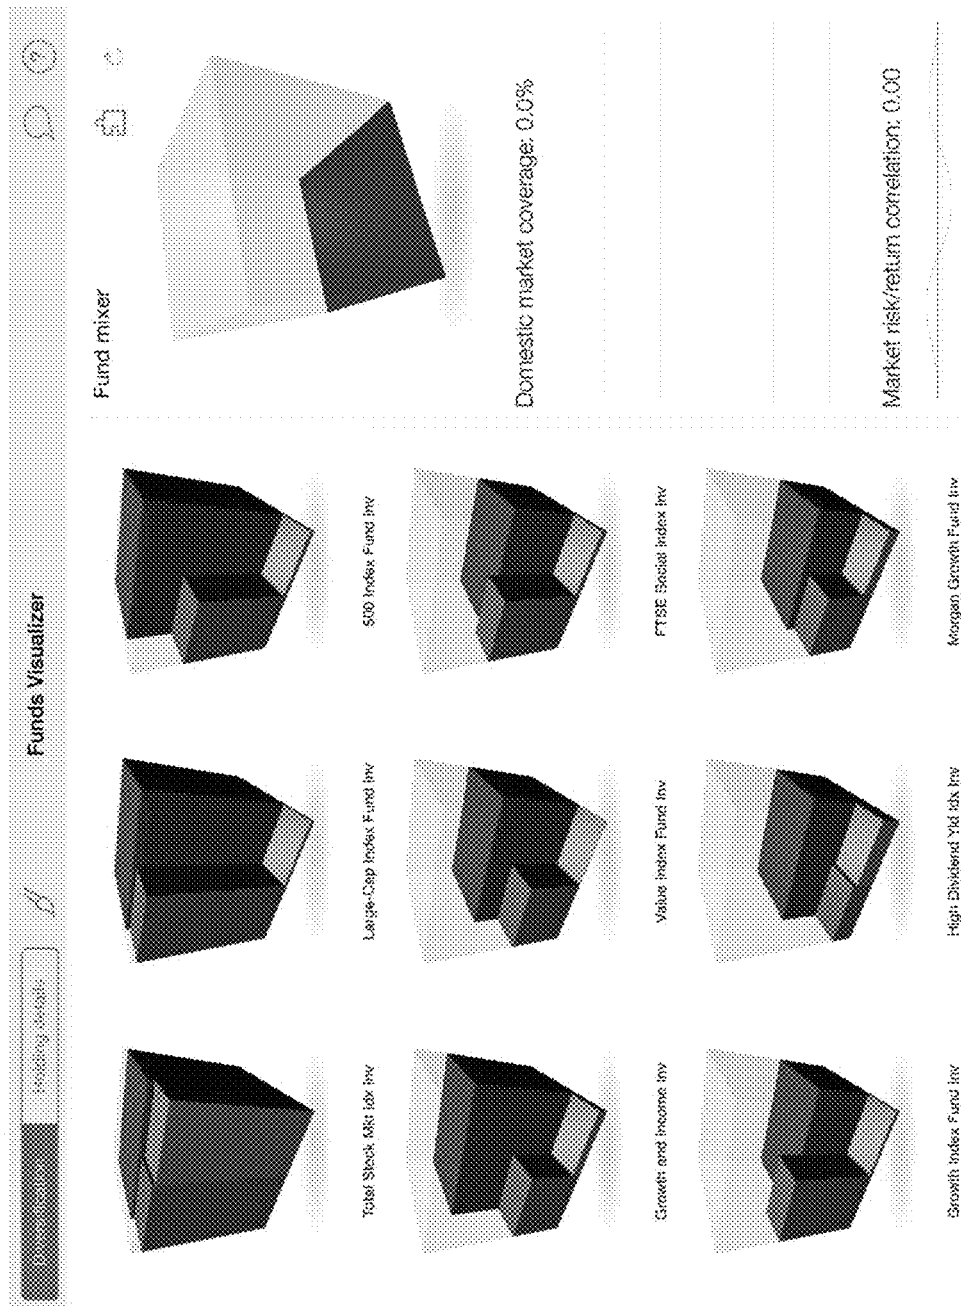 Holding details
Funds Visualizer
?
Total Stock Mkt Idx Inv
Large-Cap Index Fund Inv
500 Index Fund Inv
Growth and Income Inv
Value Index Fund Inv
FTSE Social Index Inv
Growth Index Fund Inv
High Dividend Yld Idx Inv
Morgan Growth Fund Inv
Fund mixer
Domestic market coverage: 0.0%
Market risk/return correlation: 0.00